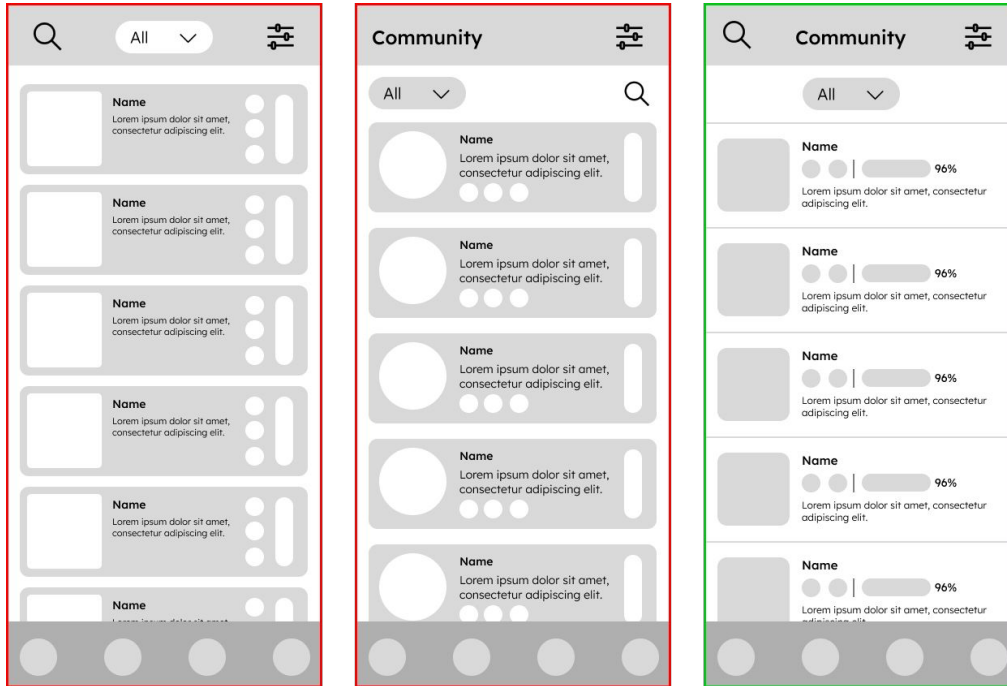 All
Name
Lorem ipsum dolor sit amet,
consectetur adipiscing elit.
Name
Lorem ipsum dolor sit amet,
consectetur adipiscing elit.
Name
Lorem ipsum dolor sit amet,
consectetur adipiscing elit.
Name
Lorem ipsum dolor sit amet,
consectetur adipiscing elit.
Name
Lorem ipsum dolor sit amet,
consectetur adipiscing elit.
Name
Community
All
Name
Lorem ipsum dolor sit amet,
consectetur adipiscing elit.
Name
Lorem ipsum dolor sit amet,
consectetur adipiscing elit.
Name
Lorem ipsum dolor sit amet,
consectetur adipiscing elit.
Name
Lorem ipsum dolor sit amet,
consectetur adipiscing elit.
Name
Lorem ipsum dolor sit amet,
consectetur adipiscing elit.
Community
All
Name
96%
Lorem ipsum dolor sit amet, consectetur
adipiscing elit.
Name
96%
Lorem ipsum dolor sit amet, consectetur
adipiscing elit.
Name
96%
Lorem ipsum dolor sit amet, consectetur
adipiscing elit.
Name
96%
Lorem ipsum dolor sit amet, consectetur
adipiscing elit.
Name
96%
Lorem ipsum dolor sit amet, consectetur